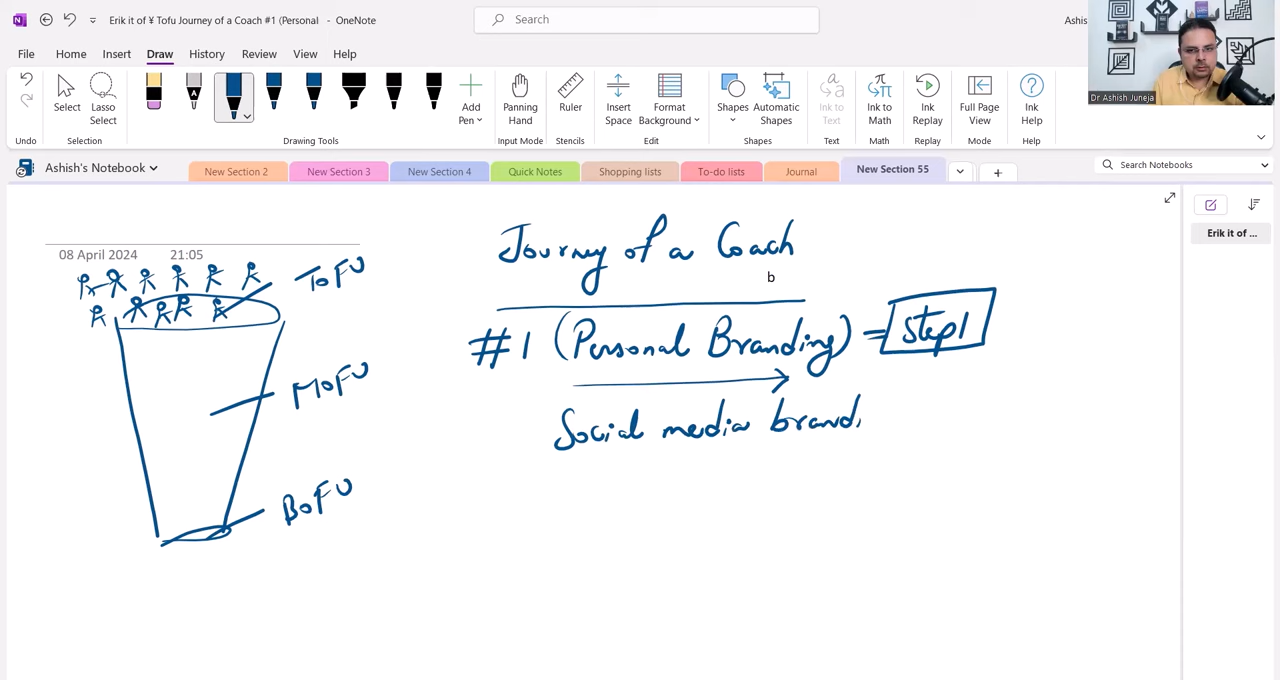 Erik it of ¥ Tofu Journey of a Coach #1 (Personal - OneNote
Search
Ashis
File Home Insert Draw History Review View Help
Undo
Select
Lasso Select
Selection
A
Drawing Tools
Add Pen
Panning Hand
Input Mode
Ruler
Stencils
Insert Space
Format Background
Edit
Shapes
Automatic Shapes
Shapes
Ink to Text
Text
Ink to Math
Math
Ink Replay
Replay
Full Page View
Mode
Ink Help
Help
Dr Ashish Juneja
Ashish's Notebook
New Section 2
New Section 3
New Section 4
Quick Notes
Shopping lists
To-do lists
Journal
New Section 55
+
Search Notebooks
Erik it of ...
08 April 2024 21:05
ToFU
MoFU
BoFU
Journey of a Coach
b
#1 (Personal Branding) = Step1
Social media brand